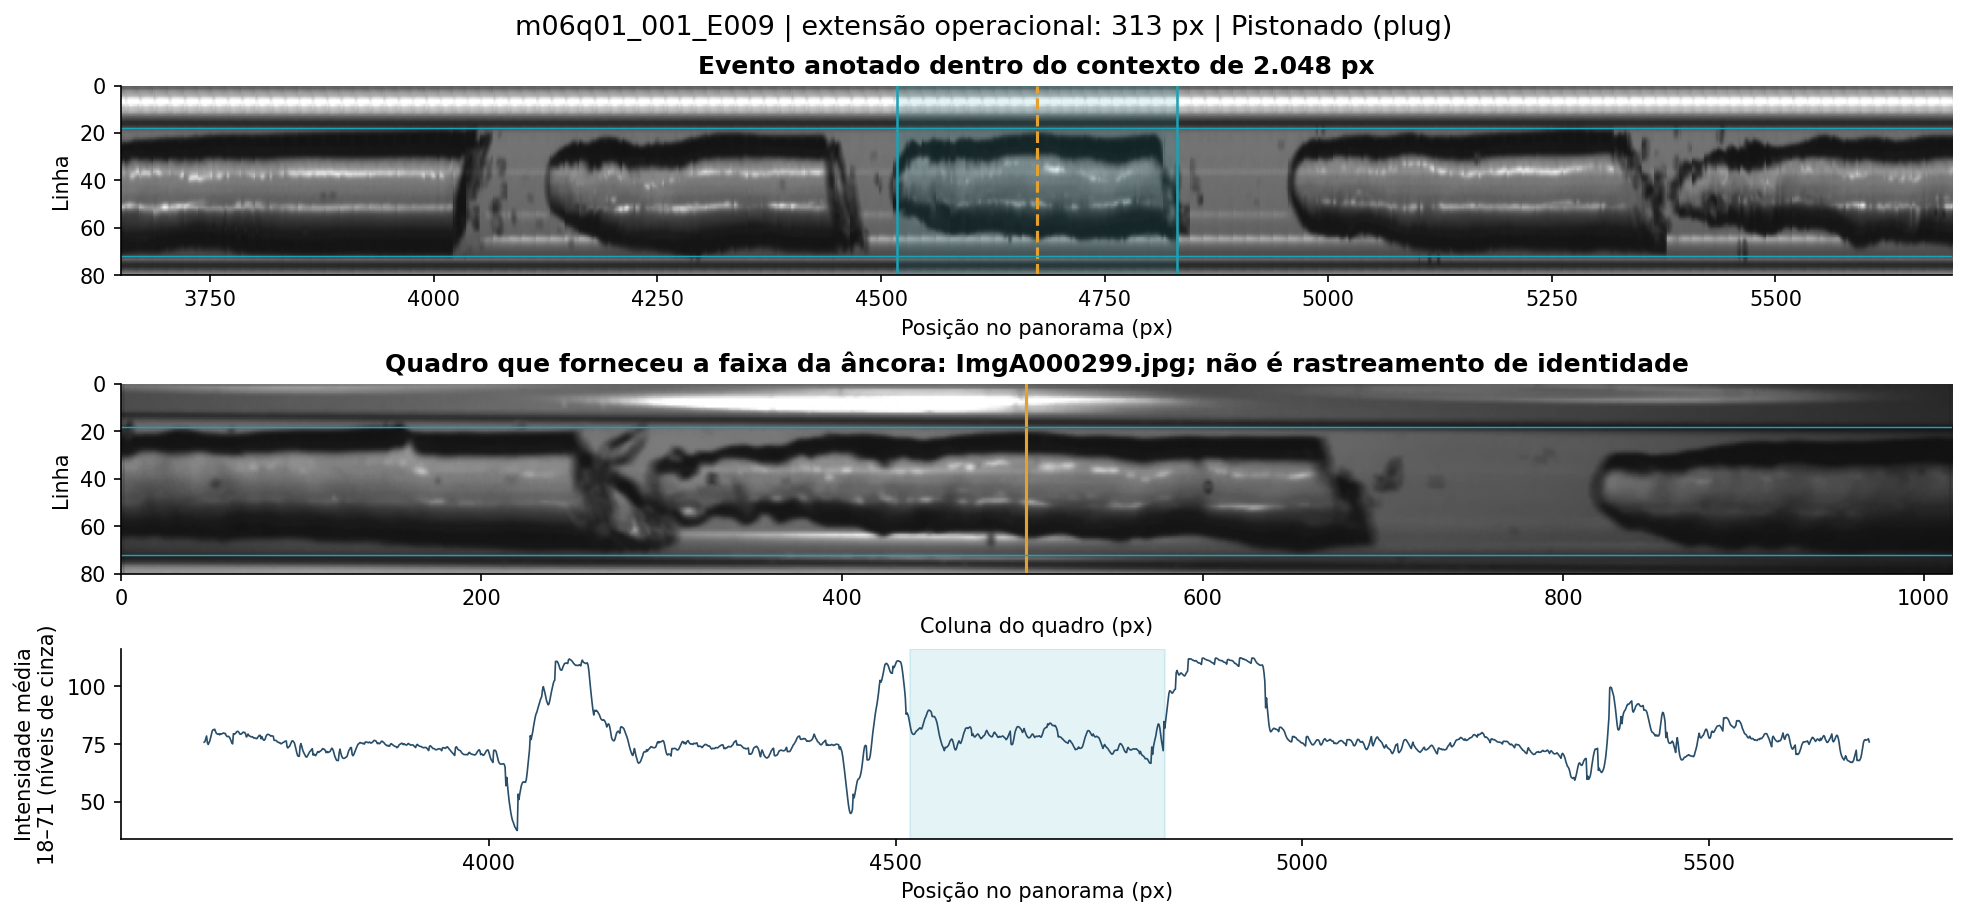 m06q01_001_E009 | extensão operacional: 313 px | Pistonado (plug)
Evento anotado dentro do contexto de 2.048 px
0
20
40
60
80
Linha
3750 4000 4250 4500 4750 5000 5250 5500
Posição no panorama (px)
Quadro que forneceu a faixa da âncora: ImgA000299.jpg; não é rastreamento de identidade
0
20
40
60
80
Linha
0 200 400 600 800 1000
Coluna do quadro (px)
Intensidade média
18–71 (níveis de cinza)
100
75
50
4000 4500 5000 5500
Posição no panorama (px)